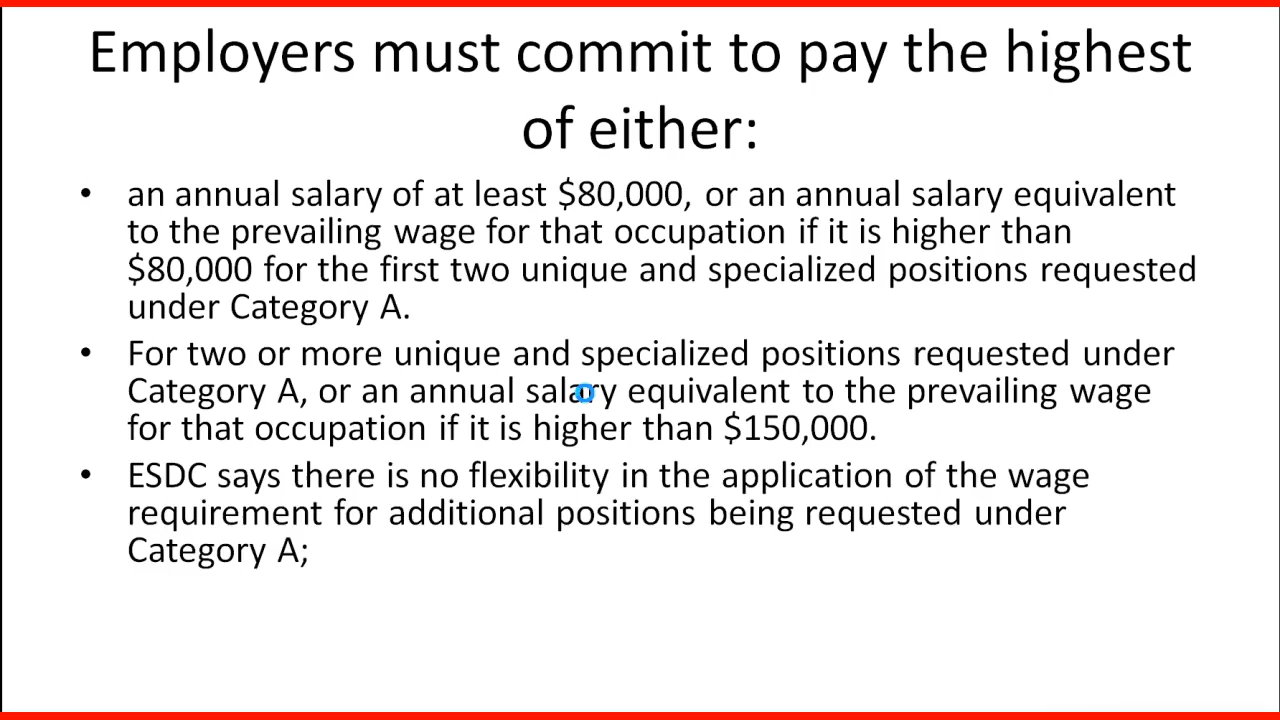 Employers must commit to pay the highest
of either:
• an annual salary of at least $80,000, or an annual salary equivalent
to the prevailing wage for that occupation if it is higher than
$80,000 for the first two unique and specialized positions requested
under Category A.
• For two or more unique and specialized positions requested under
Category A, or an annual salary equivalent to the prevailing wage
for that occupation if it is higher than $150,000.
• ESDC says there is no flexibility in the application of the wage
requirement for additional positions being requested under
Category A;